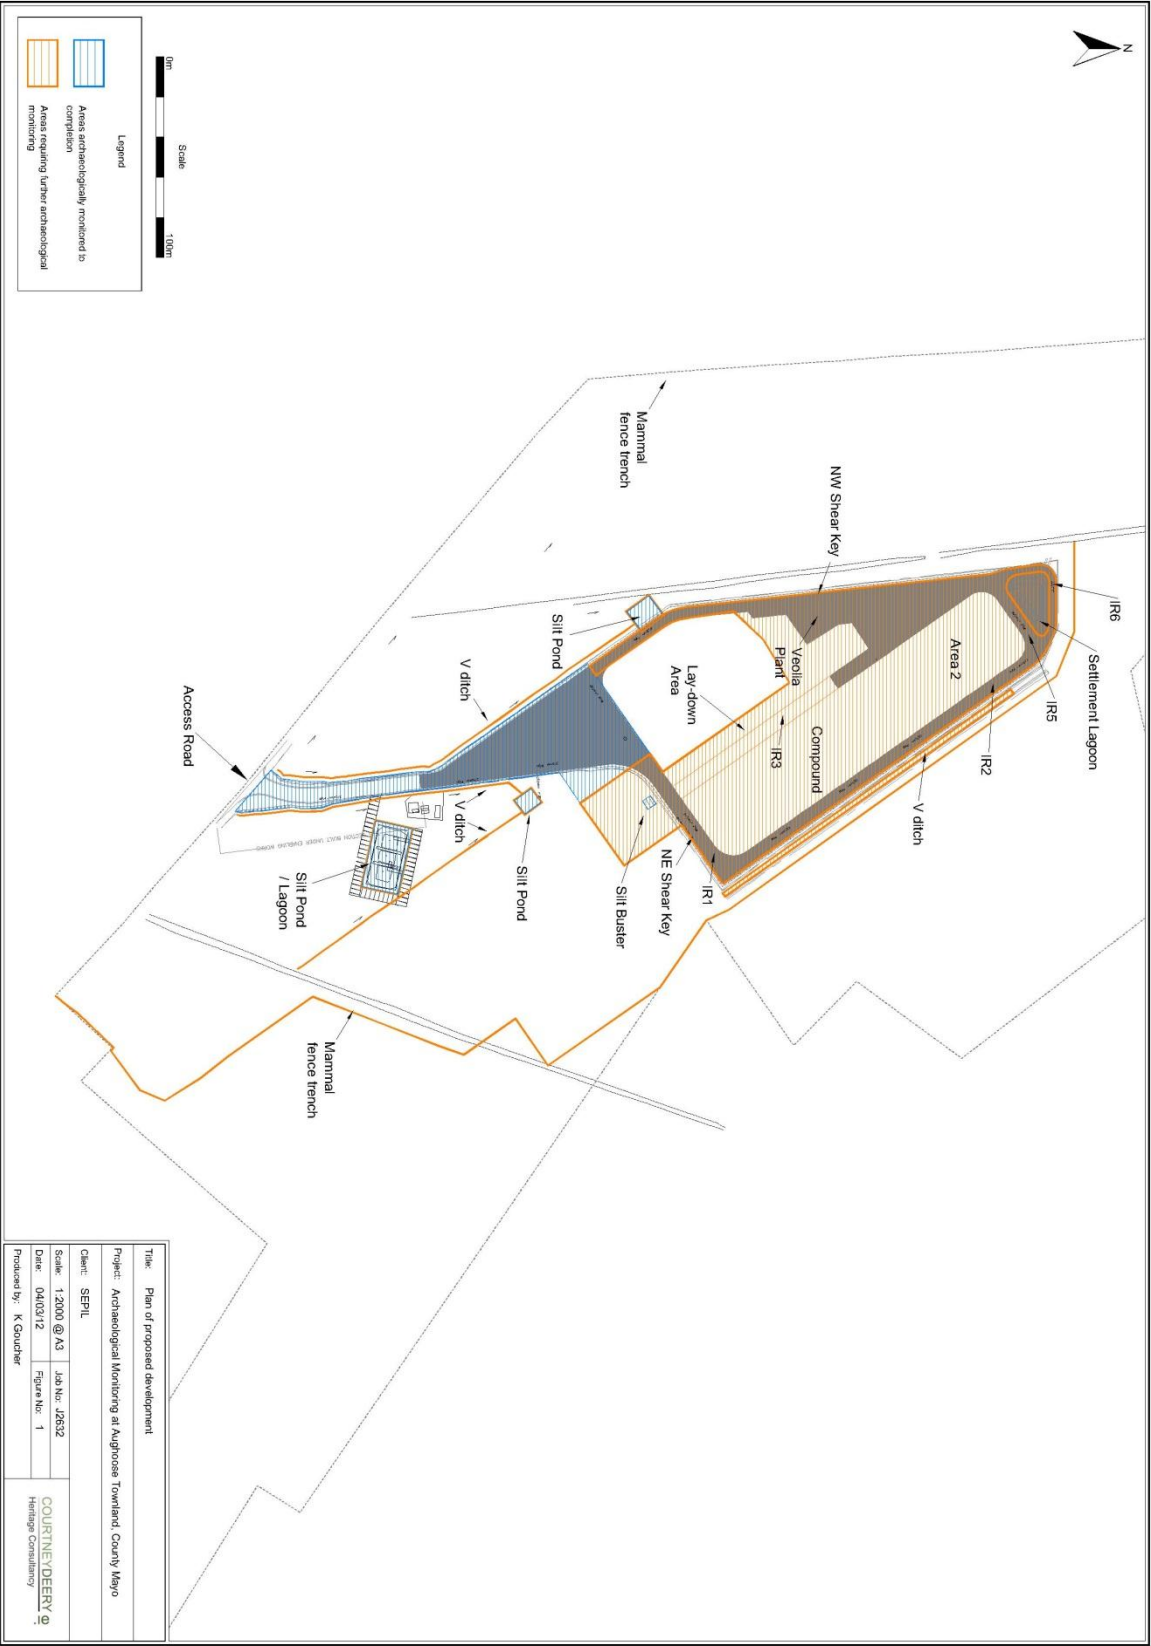 N
0m
100m
Scale
Legend
Areas archaeologically monitored to
completion
Areas requiring further archaeological
monitoring
Mammal
fence trench
NW Shear Key
IR6
Settlement Lagoon
IR5
IR2
Area 2
Veolia
Plant
Compound
IR3
Lay-down
Area
V ditch
Silt Pond
V ditch
Access Road
NE Shear Key
IR1
Silt Buster
Silt Pond
V ditch
Silt Pond
/ Lagoon
Mammal
fence trench
Title: Plan of proposed development
Project: Archaeological Monitoring at Aughoose Townland, County Mayo
Client: SEPIL
Scale: 1:2000 @ A3
Job No: J2632
Date: 04/03/12
Figure No: 1
Produced by: K Goucher
COURTNEYDEERY
Heritage Consultancy